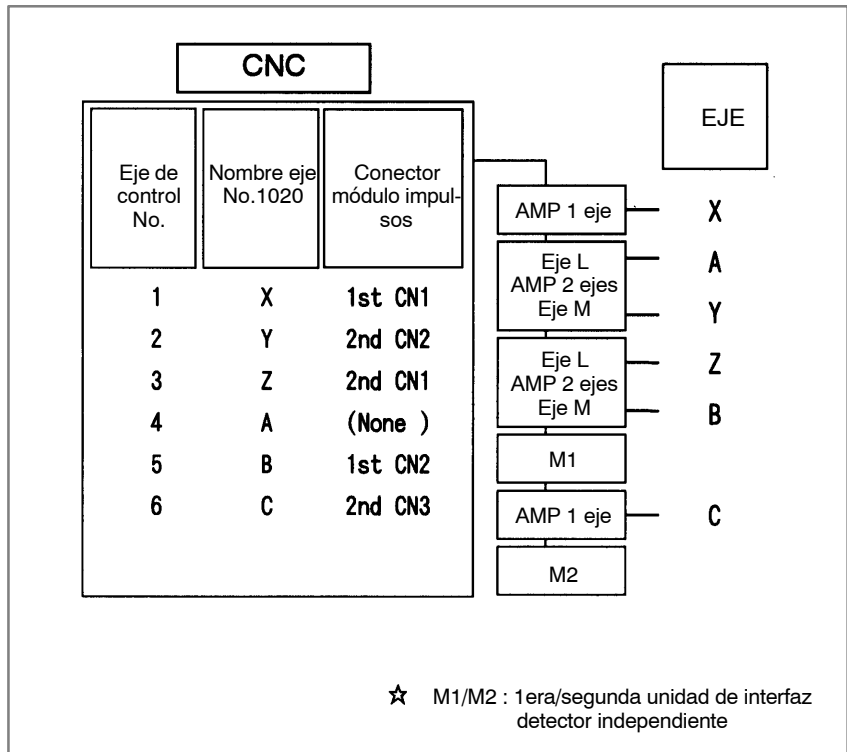 CNC
EJE
Eje de
control
No.
Nombre eje
No.1020
Conector
módulo impul-
sos
1 X 1st CN1
2 Y 2nd CN2
3 Z 2nd CN1
4 A (None )
5 B 1st CN2
6 C 2nd CN3
AMP 1 eje X
Eje L A
AMP 2 ejes
Eje M Y
Eje L Z
AMP 2 ejes
Eje M B
M1
AMP 1 eje C
M2
☆ M1/M2 : 1era/segunda unidad de interfaz
detector independiente